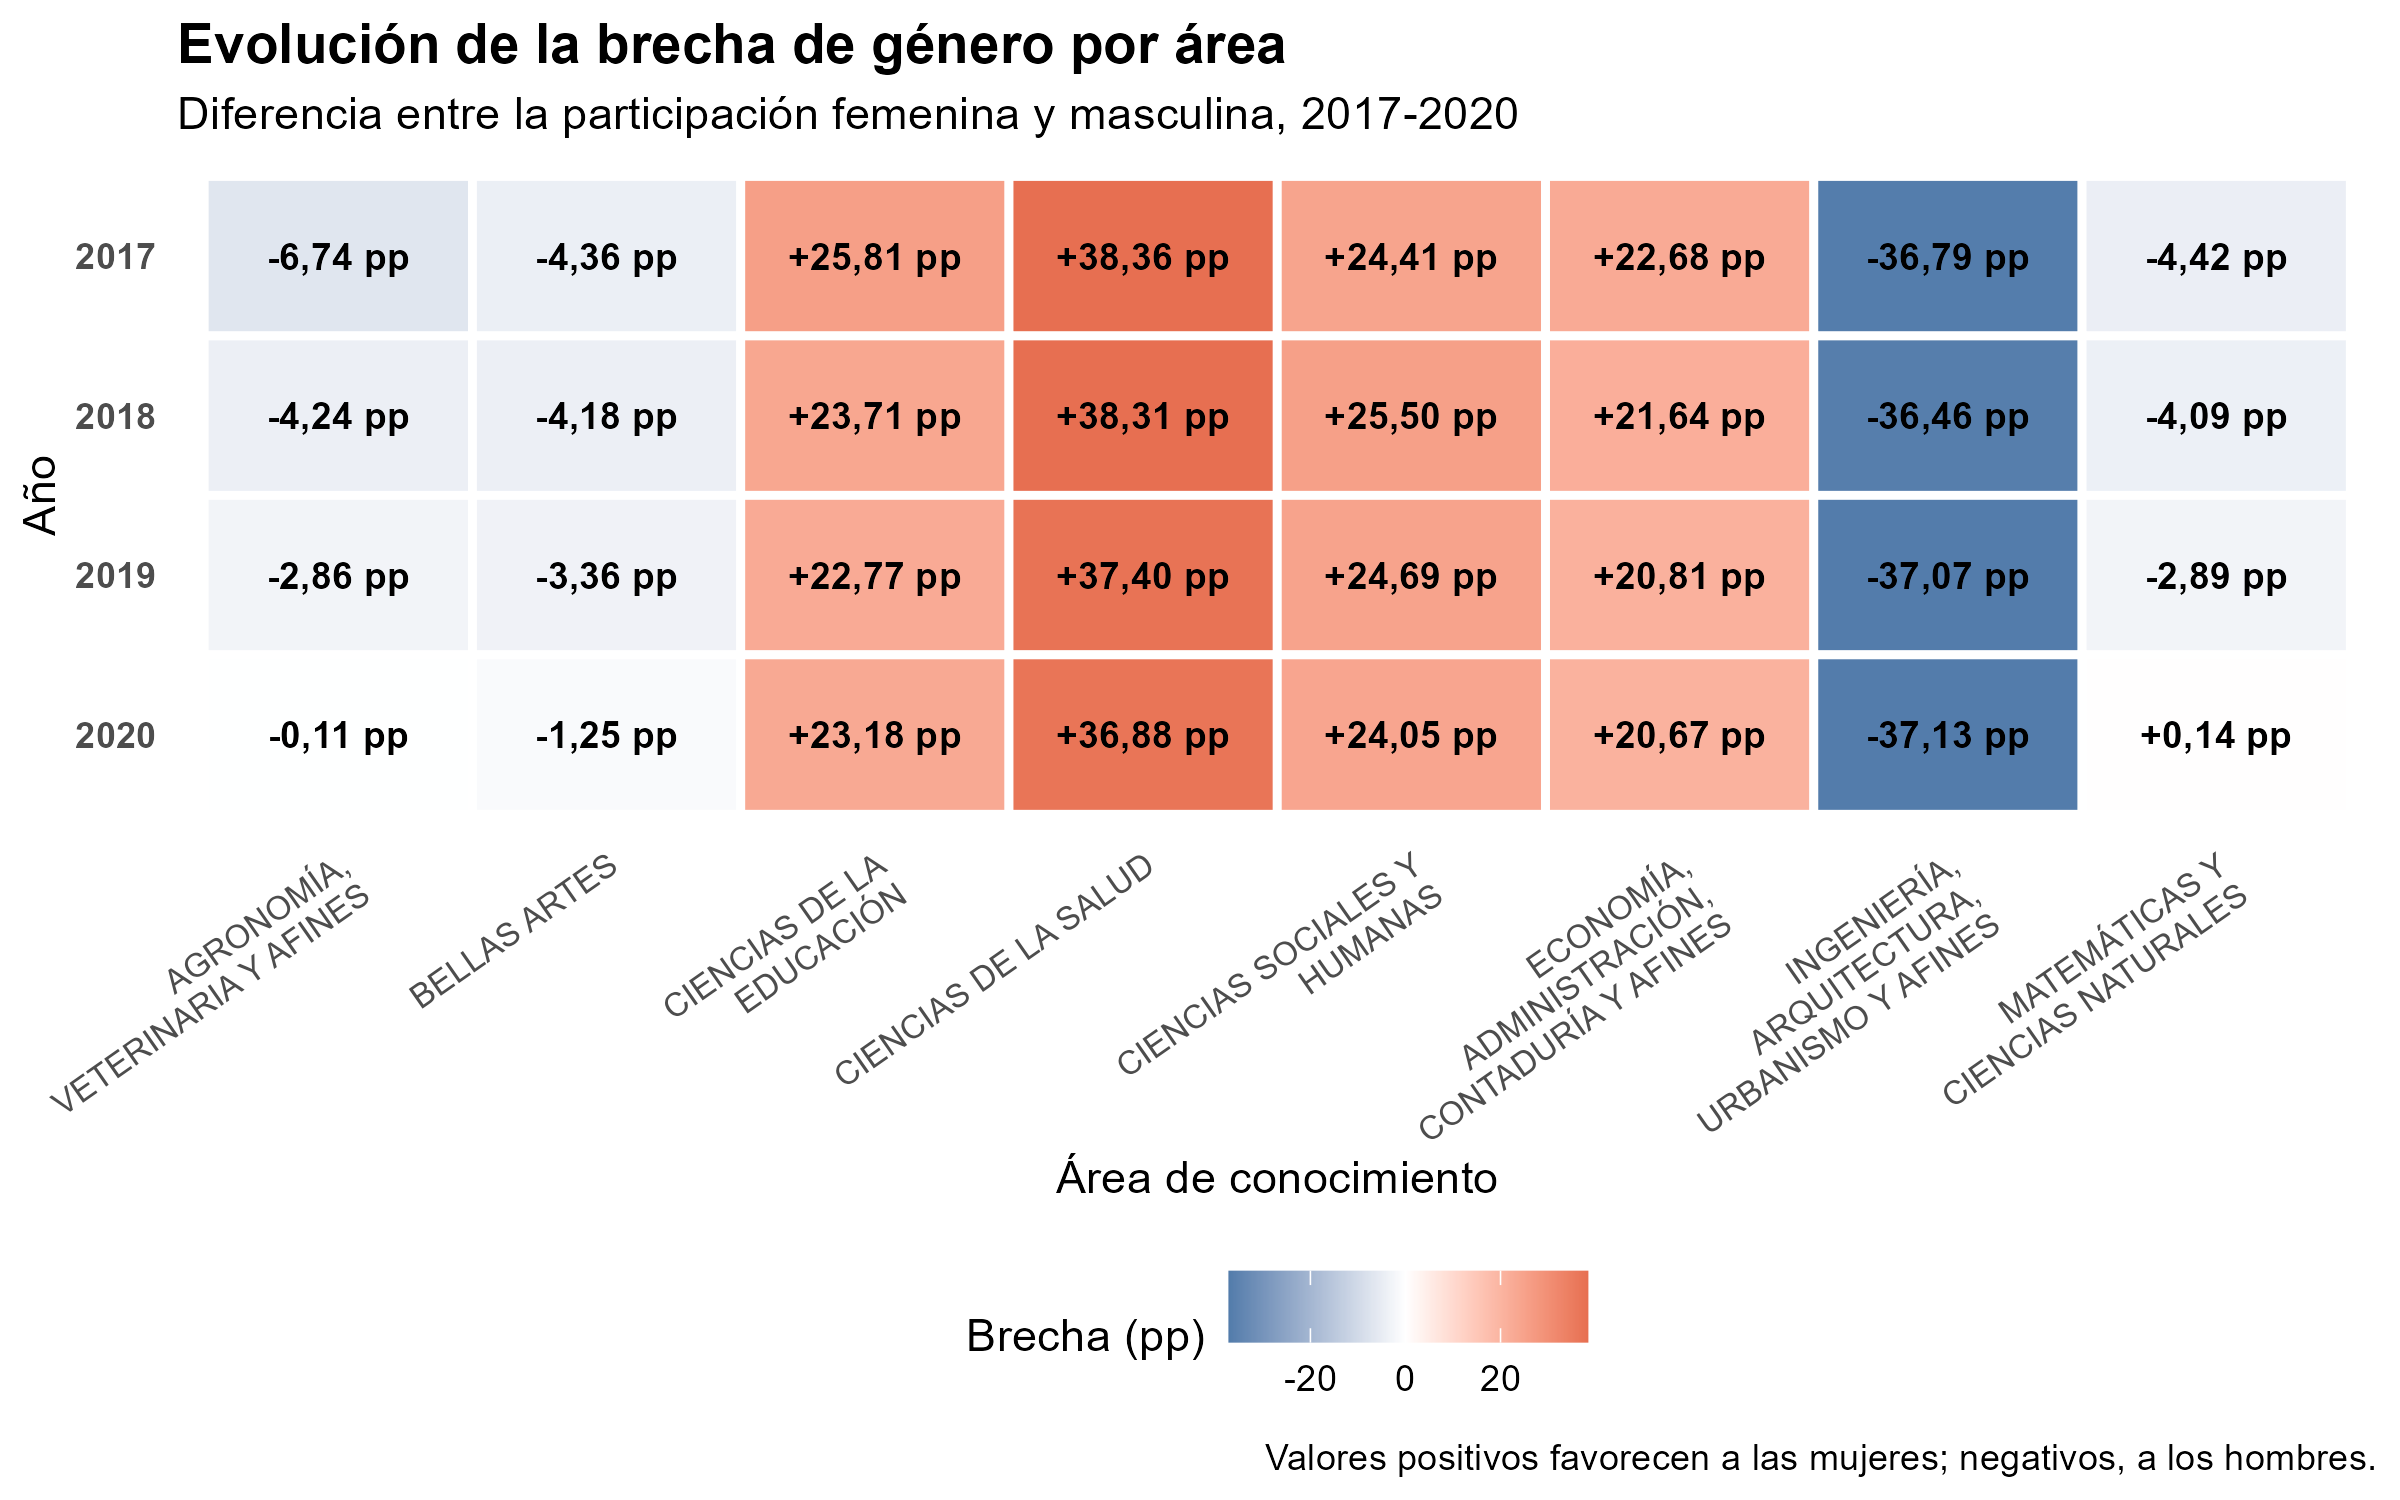 Evolución de la brecha de género por área
Diferencia entre la participación femenina y masculina, 2017-2020
Año
2017
-6,74 pp
-4,36 pp
+25,81 pp
+38,36 pp
+24,41 pp
+22,68 pp
-36,79 pp
-4,42 pp
2018
-4,24 pp
-4,18 pp
+23,71 pp
+38,31 pp
+25,50 pp
+21,64 pp
-36,46 pp
-4,09 pp
2019
-2,86 pp
-3,36 pp
+22,77 pp
+37,40 pp
+24,69 pp
+20,81 pp
-37,07 pp
-2,89 pp
2020
-0,11 pp
-1,25 pp
+23,18 pp
+36,88 pp
+24,05 pp
+20,67 pp
-37,13 pp
+0,14 pp
AGRONOMÍA,
VETERINARIA Y AFINES
BELLAS ARTES
CIENCIAS DE LA
EDUCACIÓN
CIENCIAS DE LA SALUD
CIENCIAS SOCIALES Y
HUMANAS
ECONOMÍA,
ADMINISTRACIÓN,
CONTADURÍA Y AFINES
INGENIERÍA,
ARQUITECTURA,
URBANISMO Y AFINES
MATEMÁTICAS Y
CIENCIAS NATURALES
Área de conocimiento
Brecha (pp)
-20
0
20
Valores positivos favorecen a las mujeres; negativos, a los hombres.